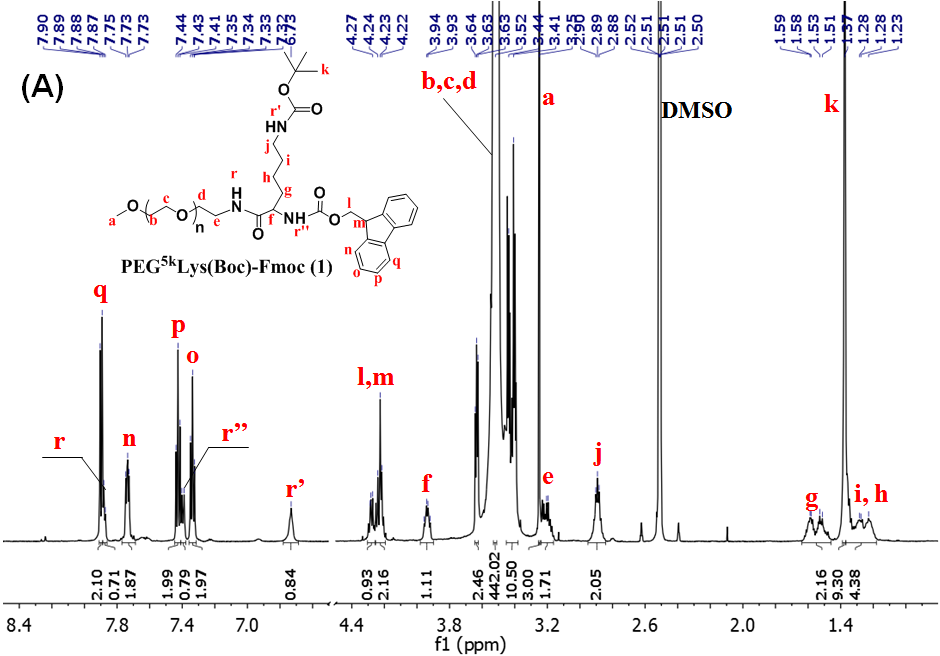 7.90 7.89 7.88 7.87 7.75 7.73 7.73 7.44 7.43 7.41 7.35 7.34 7.33 6.73 4.27 4.24 4.23 4.22 3.94 3.93 3.64 3.63 3.63 3.52 3.44 3.41 3.25 2.90 2.89 2.88 2.52 2.51 2.51 2.51 2.50 1.59 1.58 1.53 1.51 1.37 1.28 1.28 1.23
(A)
k
O
O
r'
HN
j
i
h
r
g
H
N
O
c
d
O
O
O
l
a
b
n
e
f
NH
O
m
O
r''
n
o
p
q
PEG5kLys(Boc)-Fmoc (1)
b,c,d
a
DMSO
k
q
p
o
r
n
r''
r'
l,m
f
e
j
g
i, h
2.10 0.71 1.87 1.99 0.79 1.97 0.84 0.93 2.16 1.11 2.46 442.02 10.50 3.00 1.71 2.05 2.16 9.30 4.38
8.4 7.8 7.4 7.0 4.4 3.8 3.2 2.6 2.0 1.4
f1 (ppm)